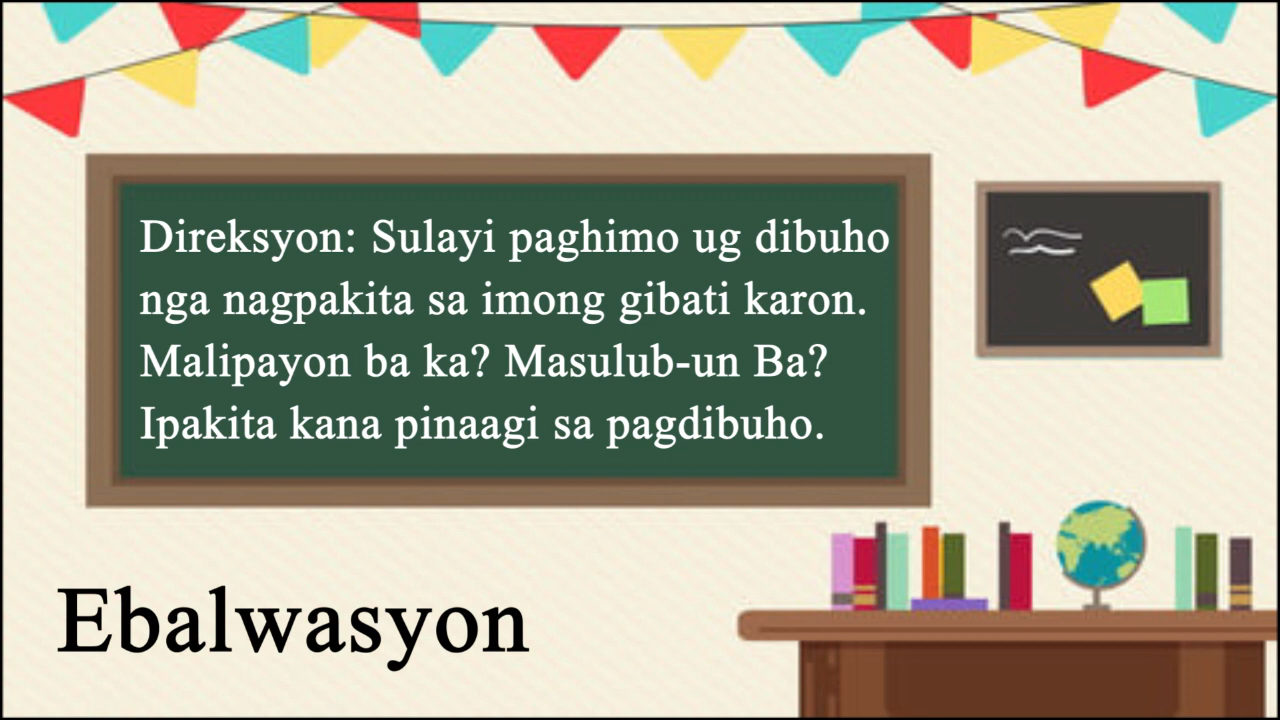 Direksyon: Sulayi paghimo ug dibuho
nga nagpakita sa imong gibati karon.
Malipayon ba ka? Masulub-un Ba?
Ipakita kana pinaagi sa pagdibuho.
Ebalwasyon